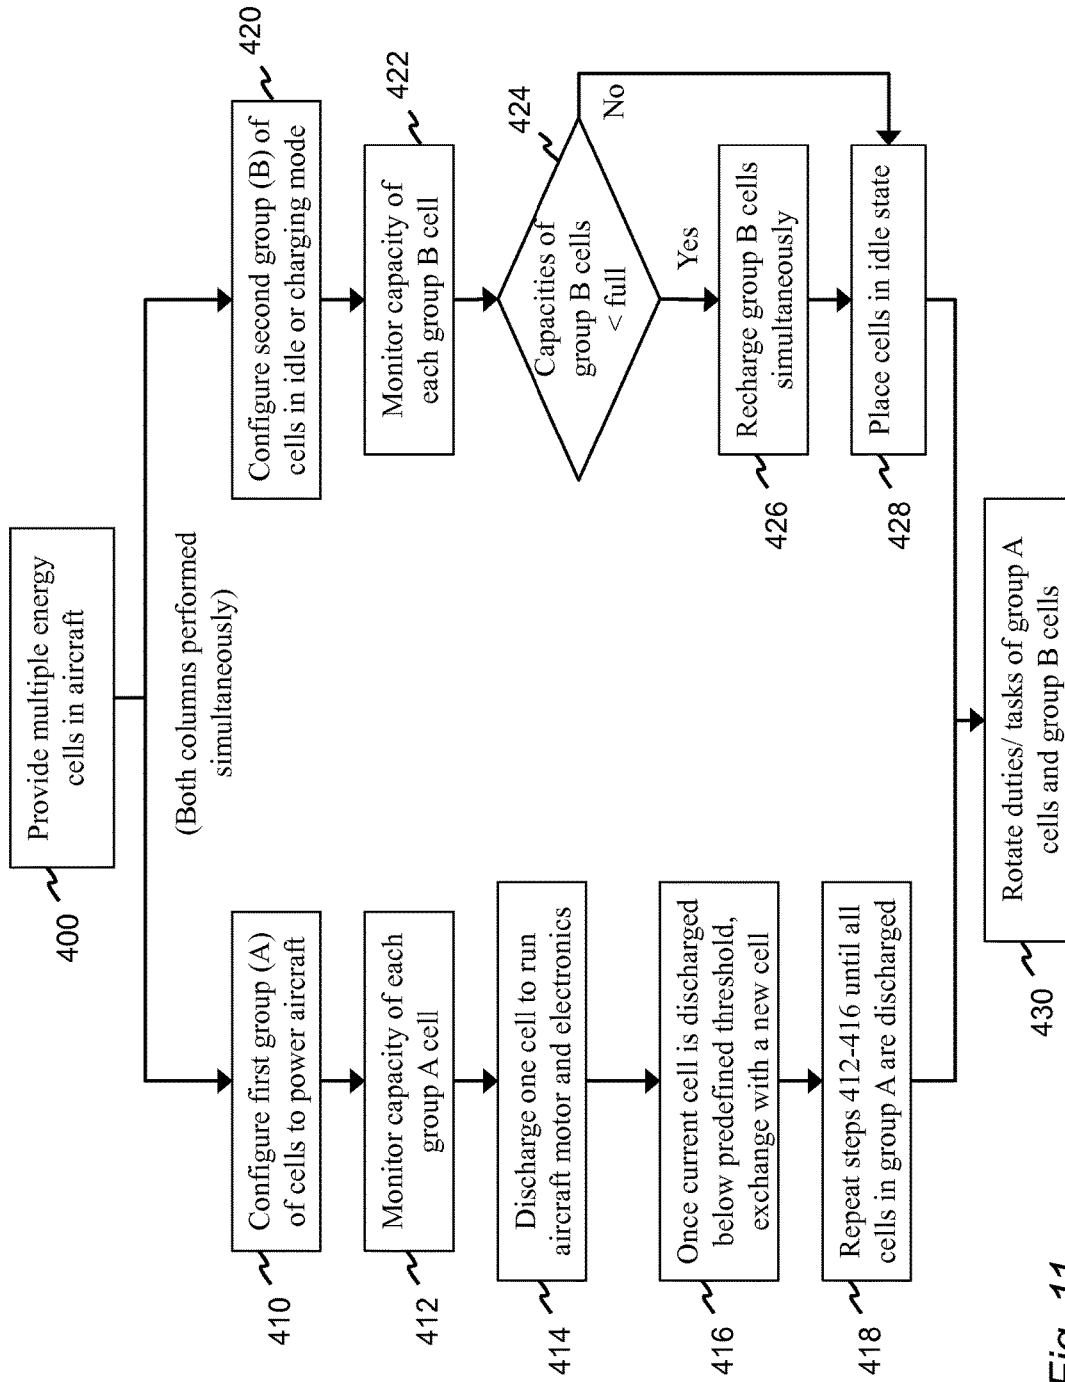 400
Provide multiple energy
cells in aircraft
(Both columns performed
simultaneously)
410
Configure first group (A)
of cells to power aircraft
412
Monitor capacity of each
group A cell
414
Discharge one cell to run
aircraft motor and electronics
416
Once current cell is discharged
below predefined threshold,
exchange with a new cell
418
Repeat steps 412-416 until all
cells in group A are discharged
420
Configure second group (B) of
cells in idle or charging mode
422
Monitor capacity of
each group B cell
424
Capacities of
group B cells
< full
No
Yes
426
Recharge group B cells
simultaneously
428
Place cells in idle state
430
Rotate duties/ tasks of group A
cells and group B cells
Fig. 11